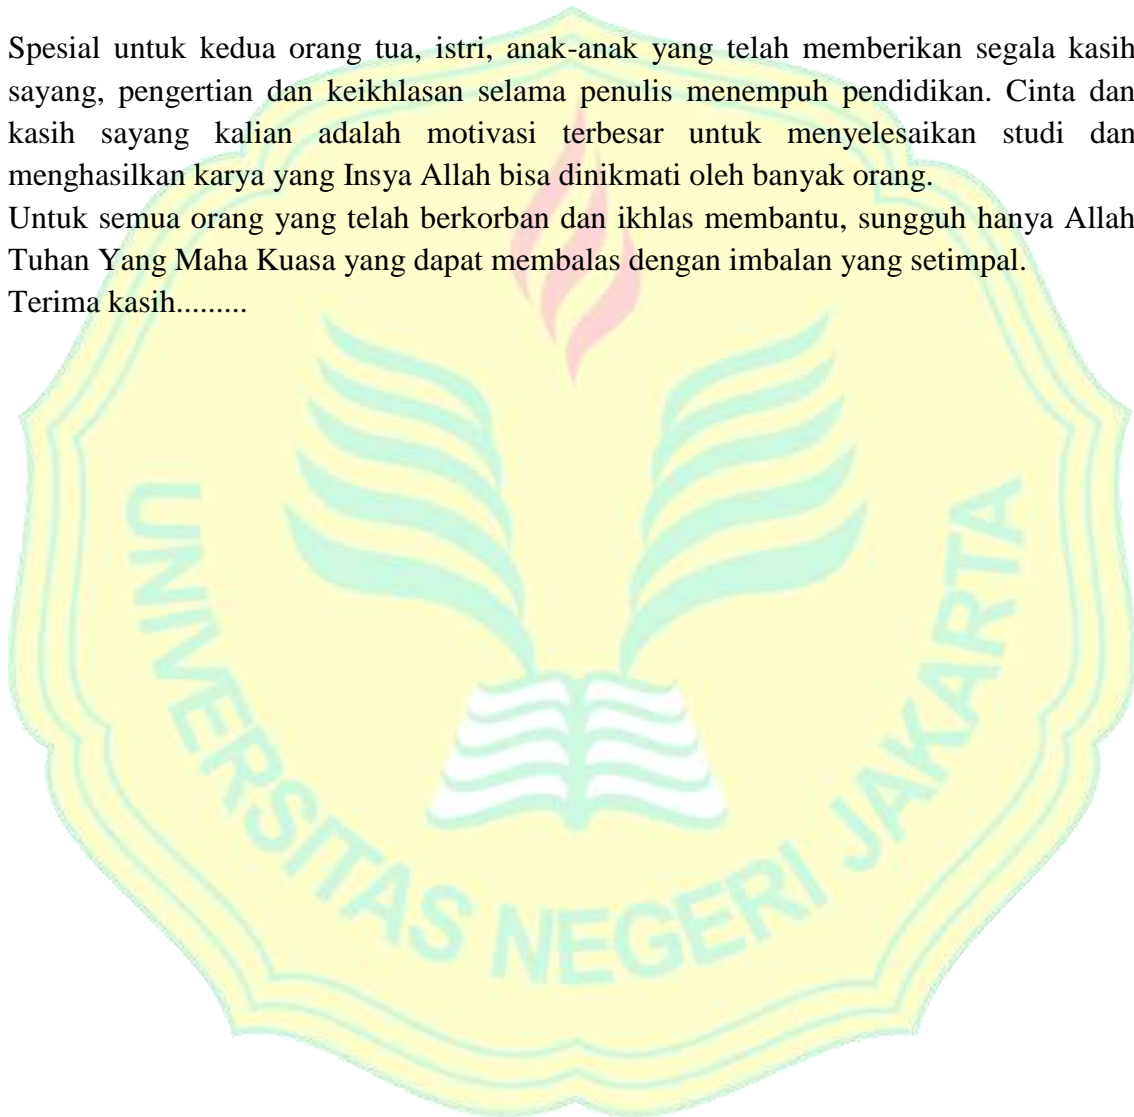 Spesial untuk kedua orang tua, istri, anak-anak yang telah memberikan segala kasih
sayang, pengertian dan keikhlasan selama penulis menempuh pendidikan. Cinta dan
kasih sayang kalian adalah motivasi terbesar untuk menyelesaikan studi dan
menghasilkan karya yang Insya Allah bisa dinikmati oleh banyak orang.
Untuk semua orang yang telah berkorban dan ikhlas membantu, sungguh hanya Allah
Tuhan Yang Maha Kuasa yang dapat membalas dengan imbalan yang setimpal.
Terima kasih.........
UNIVERSITAS NEGERI JAKARTA